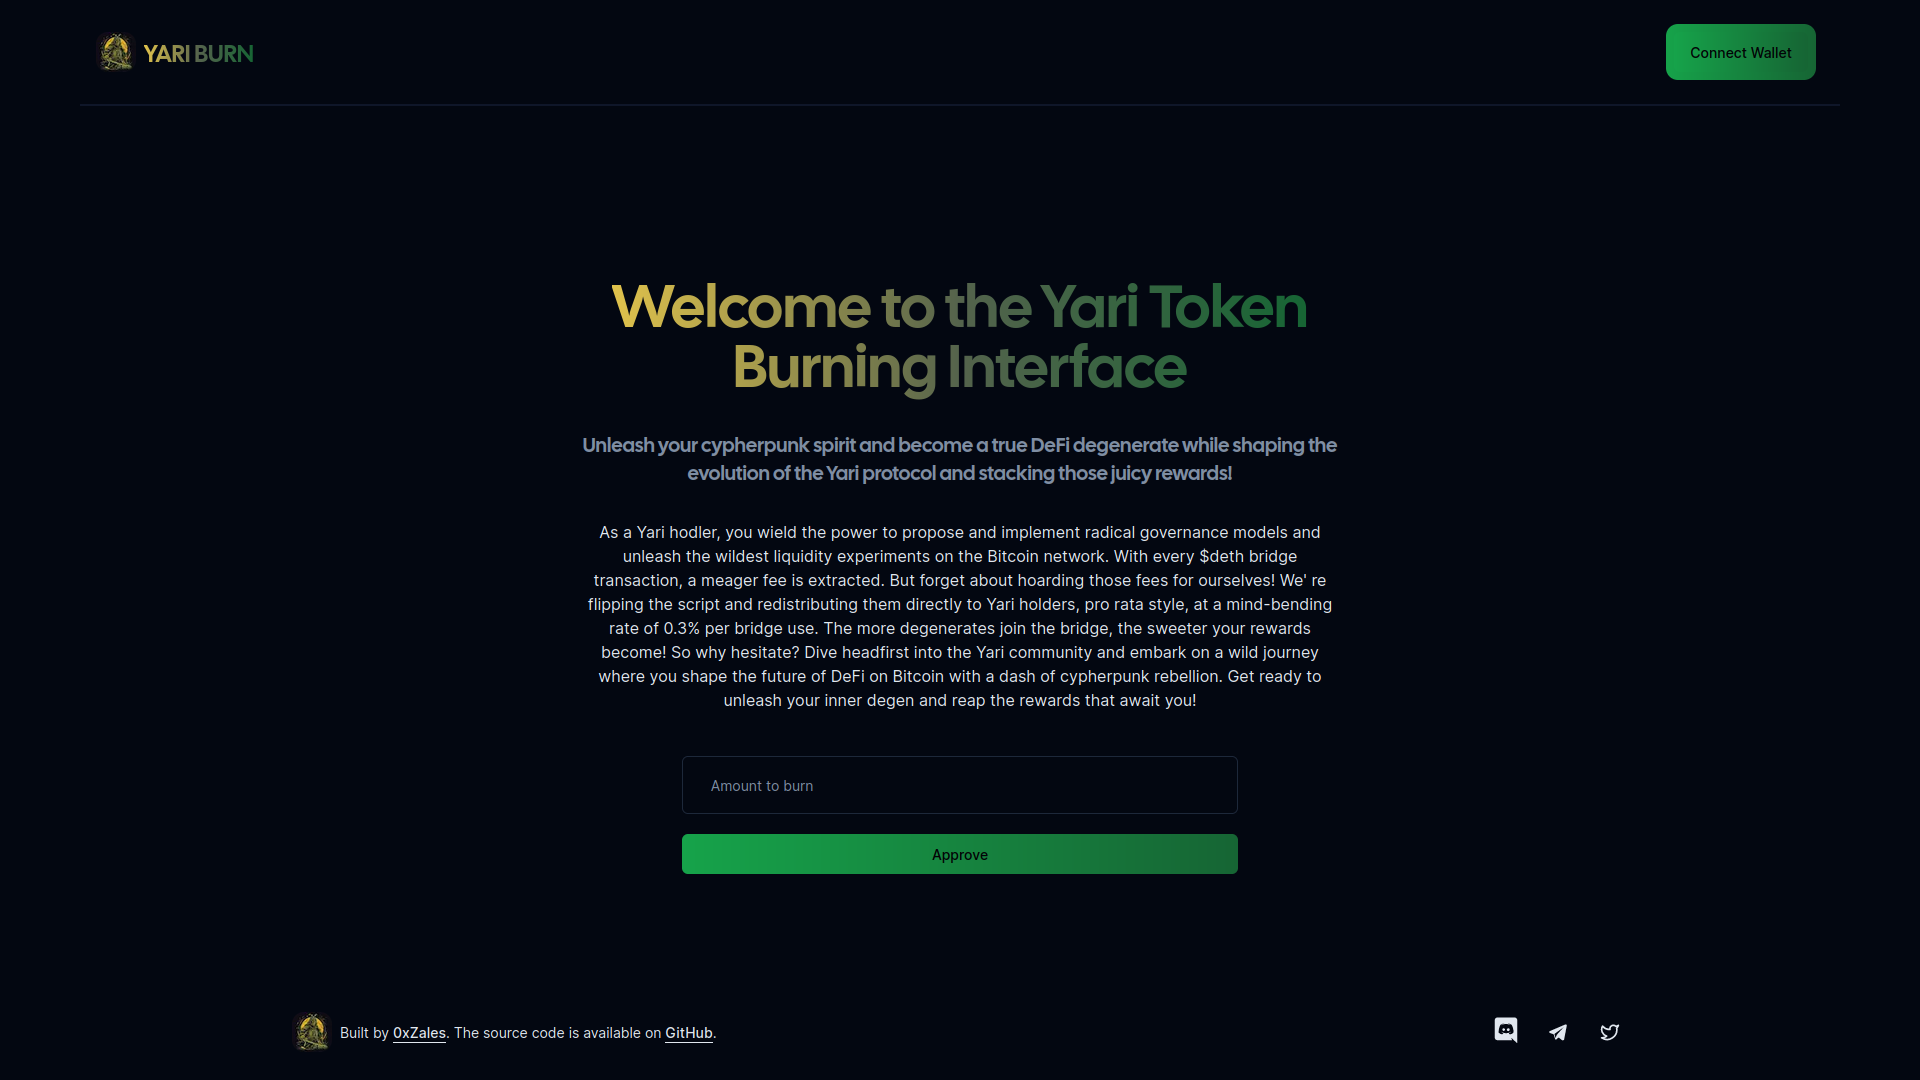 YARI BURN
Connect Wallet
Welcome to the Yari Token
Burning Interface
Unleash your cypherpunk spirit and become a true DeFi degenerate while shaping the
evolution of the Yari protocol and stacking those juicy rewards!
As a Yari hodler, you wield the power to propose and implement radical governance models and
unleash the wildest liquidity experiments on the Bitcoin network. With every $deth bridge
transaction, a meager fee is extracted. But forget about hoarding those fees for ourselves! We' re
flipping the script and redistributing them directly to Yari holders, pro rata style, at a mind-bending
rate of 0.3% per bridge use. The more degenerates join the bridge, the sweeter your rewards
become! So why hesitate? Dive headfirst into the Yari community and embark on a wild journey
where you shape the future of DeFi on Bitcoin with a dash of cypherpunk rebellion. Get ready to
unleash your inner degen and reap the rewards that await you!
Amount to burn
Approve
Built by 0xZales. The source code is available on GitHub.